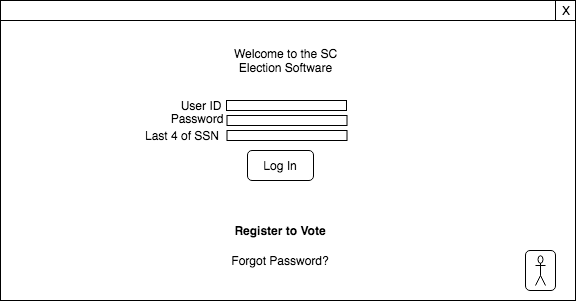 X
Welcome to the SC
Election Software
User ID
Password
Last 4 of SSN
Log In
Register to Vote
Forgot Password?